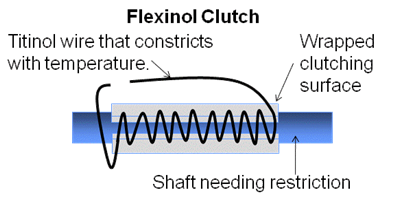 Flexinol Clutch
Titinol wire that constricts
with temperature.
Wrapped
clutching
surface
Shaft needing restriction